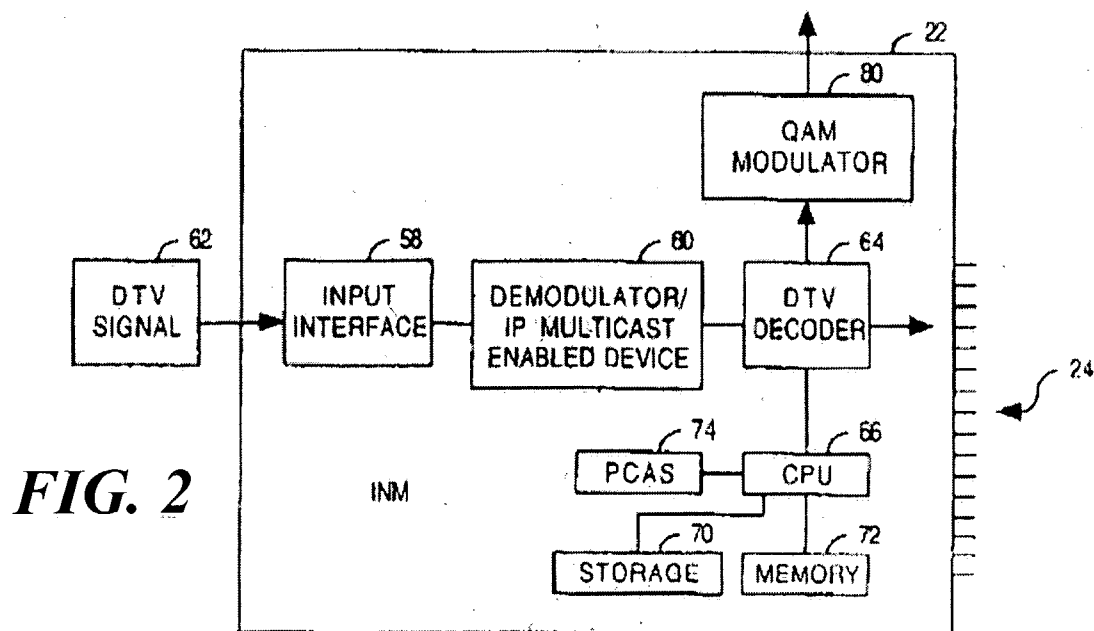 22
80
QAM
MODULATOR
62
58
60
64
DTV
SIGNAL
INPUT
INTERFACE
DEMODULATOR/
IP MULTICAST
ENABLED DEVICE
DTV
DECODER
24
74
66
PCAS
CPU
FIG. 2
INM
70
72
STORAGE
MEMORY